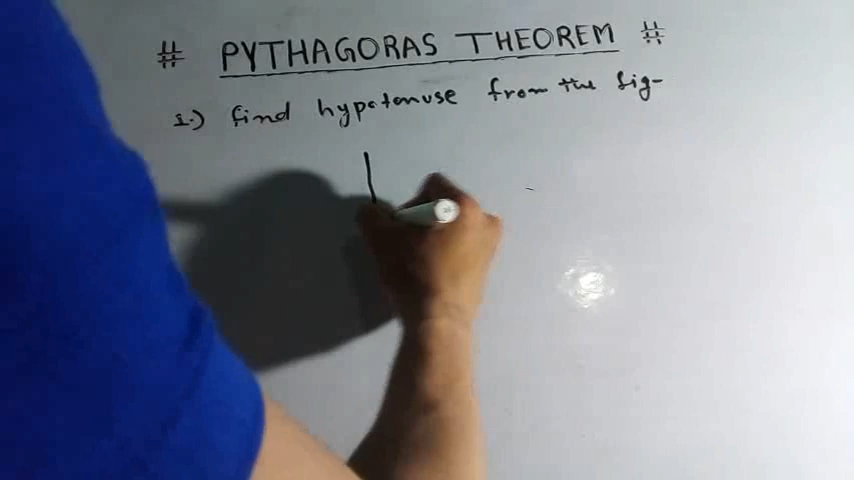 # PYTHAGORAS THEOREM #
1.) find hypotenuse from the fig-